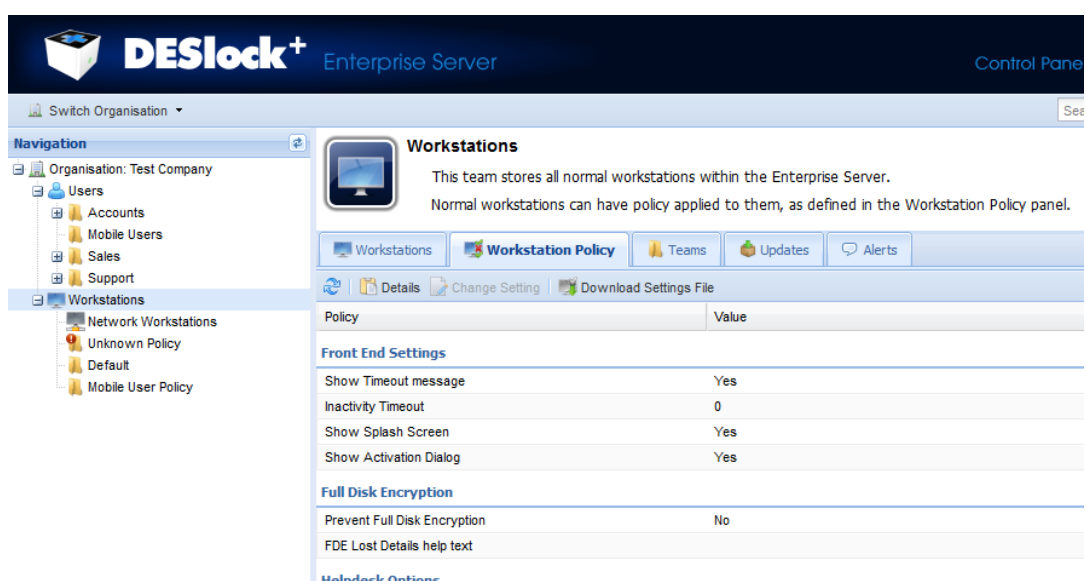 DESlock+ Enterprise Server
Control Pane
Switch Organisation
Sea
Navigation
Organisation: Test Company
Users
Accounts
Mobile Users
Sales
Support
Workstations
Network Workstations
Unknown Policy
Default
Mobile User Policy
Workstations
This team stores all normal workstations within the Enterprise Server.
Normal workstations can have policy applied to them, as defined in the Workstation Policy panel.
Workstations Workstation Policy Teams Updates Alerts
Details Change Setting Download Settings File
Policy Value
Front End Settings
Show Timeout message Yes
Inactivity Timeout 0
Show Splash Screen Yes
Show Activation Dialog Yes
Full Disk Encryption
Prevent Full Disk Encryption No
FDE Lost Details help text
Helpdesk Options